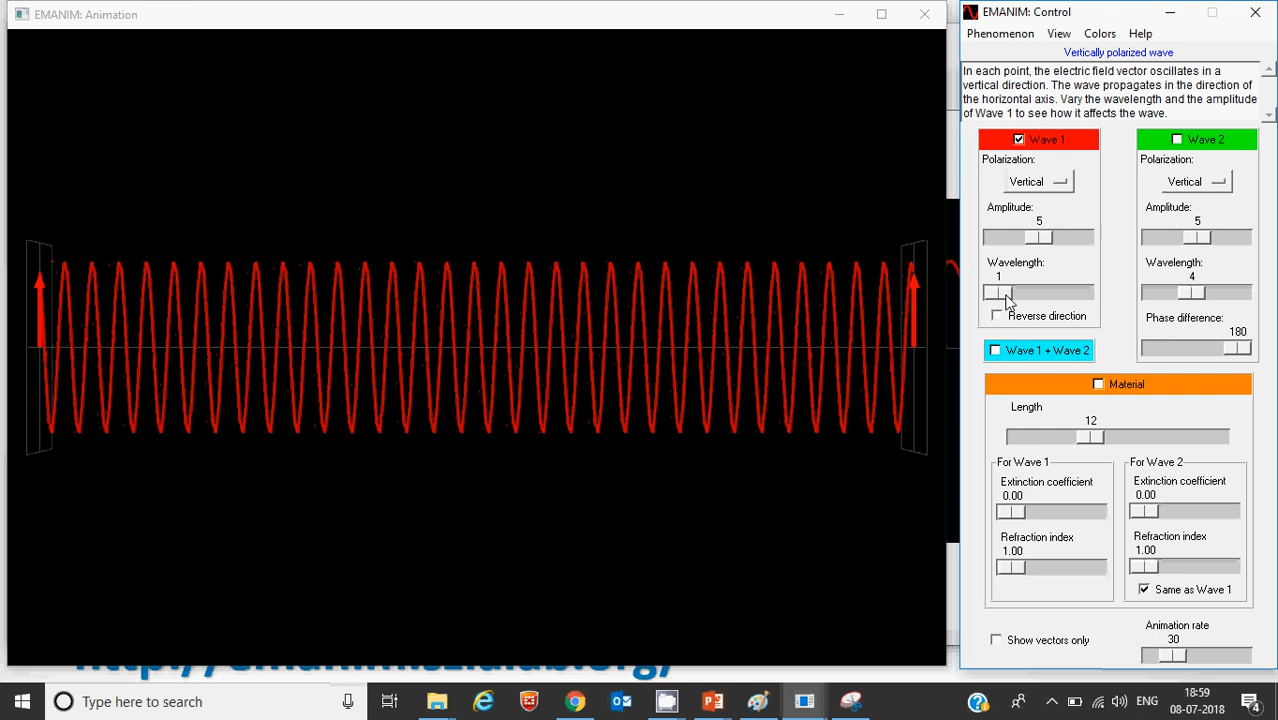 EMANIM: Animation
EMANIM: Control
Phenomenon View Colors Help
Vertically polarized wave
In each point, the electric field vector oscillates in a
vertical direction. The wave propagates in the direction of
the horizontal axis. Vary the wavelength and the amplitude
of Wave 1 to see how it affects the wave.
Wave 1
Polarization:
Vertical
Amplitude:
5
Wavelength:
1
Reverse direction
Wave 2
Polarization:
Vertical
Amplitude:
5
Wavelength:
4
Phase difference:
180
Wave 1 + Wave 2
Material
Length
12
For Wave 1
Extinction coefficient
0.00
Refraction index
1.00
For Wave 2
Extinction coefficient
0.00
Refraction index
1.00
Same as Wave 1
Show vectors only
Animation rate
30
Type here to search
ENG
18:59
08-07-2018
4